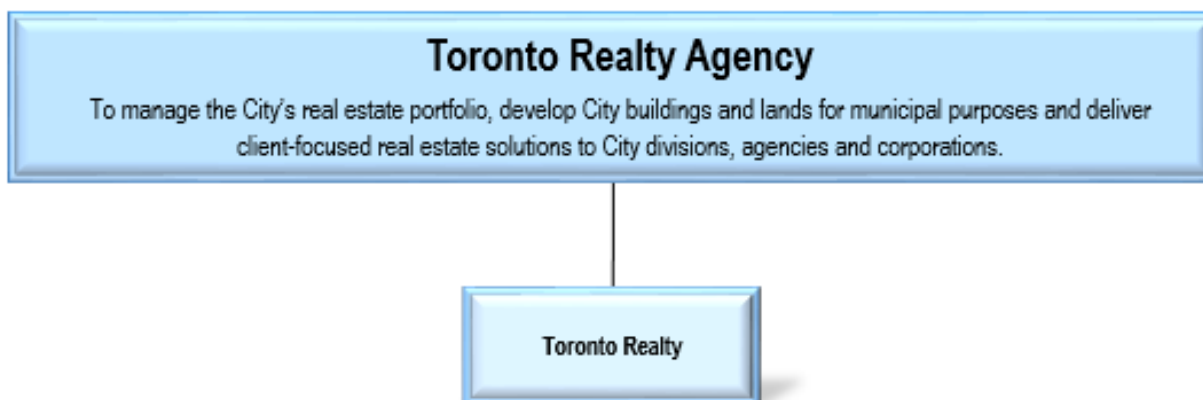 Toronto Realty Agency
To manage the City's real estate portfolio, develop City buildings and lands for municipal purposes and deliver
client-focused real estate solutions to City divisions, agencies and corporations.
Toronto Realty